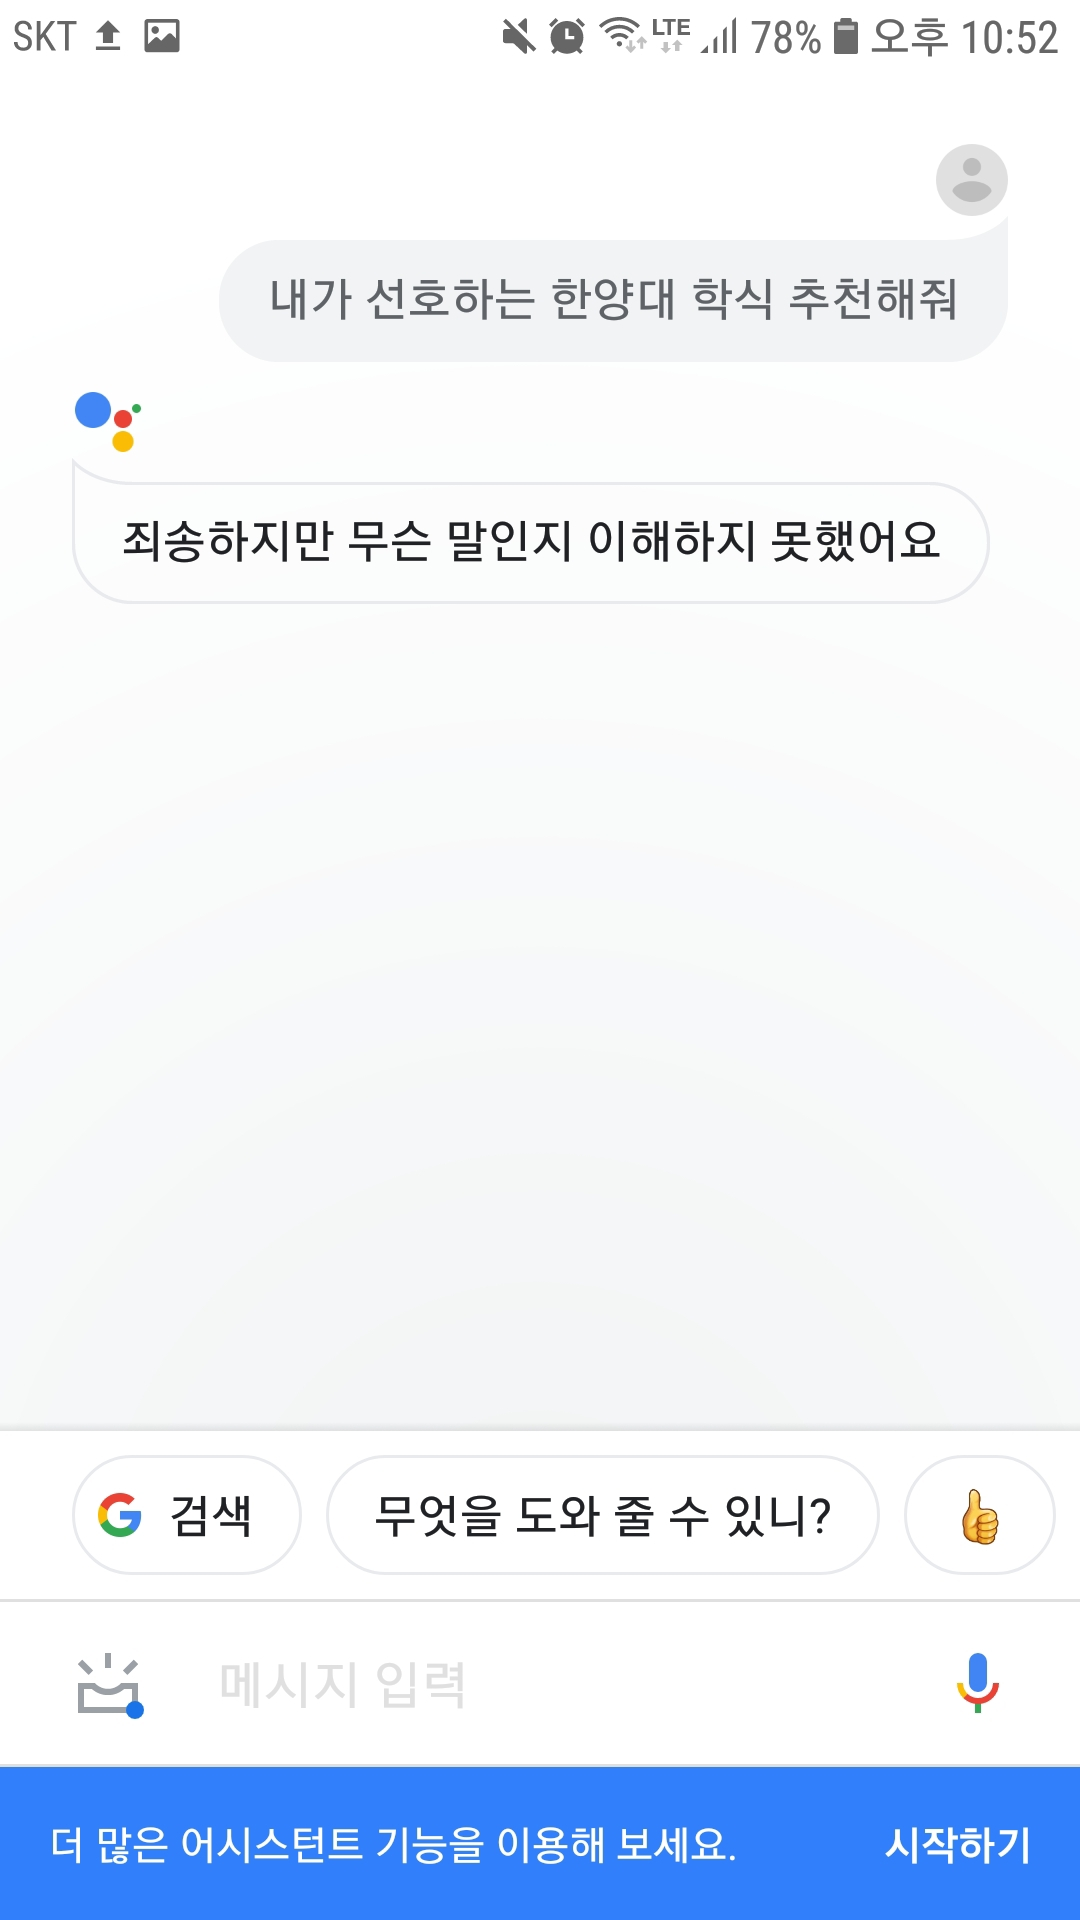 SKT LTE 78% 오후 10:52
내가 선호하는 한양대 학식 추천해줘
죄송하지만 무슨 말인지 이해하지 못했어요
검색 무엇을 도와 줄 수 있니?
메시지 입력
더 많은 어시스턴트 기능을 이용해 보세요. 시작하기